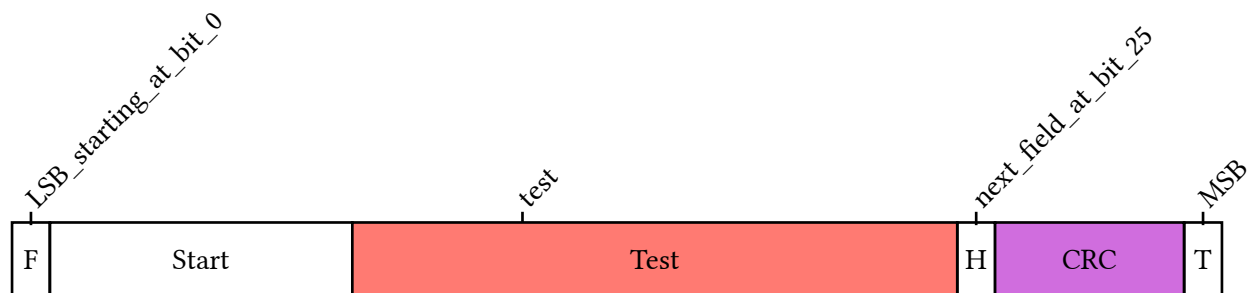 LSB_starting_at_bit_0
test
next_field_at_bit_25
MSB
F
Start
Test
H
CRC
T